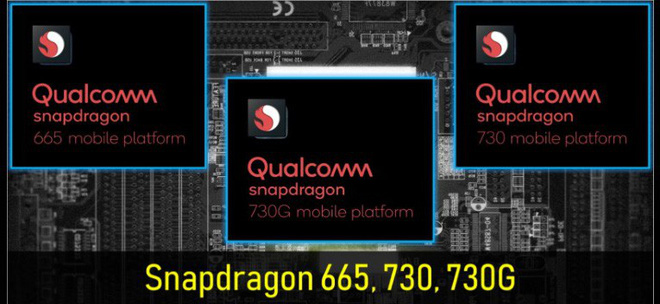 Qualcomm
snapdragon
665 mobile platform
Qualcomm
snapdragon
730G mobile platform
Qualcomm
snapdragon
730 mobile platform
Snapdragon 665, 730, 730G